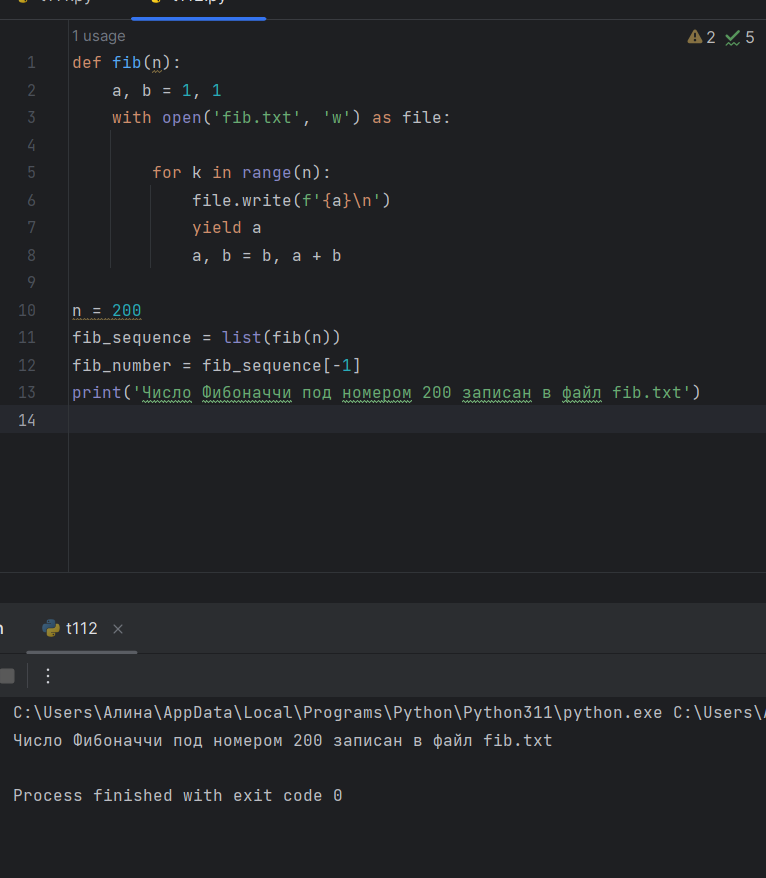 1 usage
2 5
1 def fib(n):
2 a, b = 1, 1
3 with open('fib.txt', 'w') as file:
4
5 for k in range(n):
6 file.write(f'{a}\n')
7 yield a
8 a, b = b, a + b
9
10 n = 200
11 fib_sequence = list(fib(n))
12 fib_number = fib_sequence[-1]
13 print('Число Фибоначчи под номером 200 записан в файл fib.txt')
14
t112
C:\Users\Алина\AppData\Local\Programs\Python\Python311\python.exe C:\Users\
Число Фибоначчи под номером 200 записан в файл fib.txt
Process finished with exit code 0